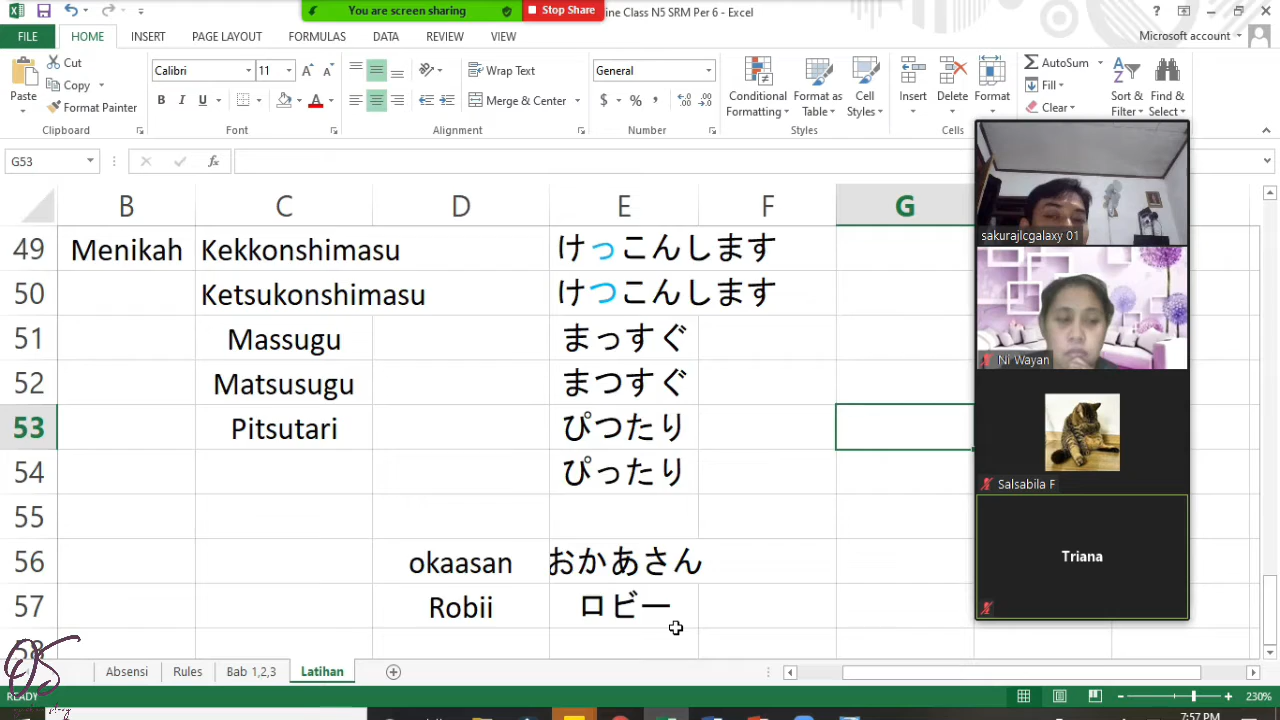 You are screen sharing
Stop Share
ine Class N5 SRM Per 6 - Excel
FILE
HOME
INSERT
PAGE LAYOUT
FORMULAS
DATA
REVIEW
VIEW
Microsoft account
Paste
Cut
Copy
Format Painter
Clipboard
Calibri
11
B I U
A
Font
Wrap Text
Merge & Center
Alignment
General
$ % ,
Number
Conditional Formatting
Format as Table
Cell Styles
Styles
Insert
Delete
Format
Cells
AutoSum
Fill
Clear
Sort & Filter
Find & Select
G53
fx
B C D E F G
49 Menikah Kekkonshimasu けっこんします
50 Ketsukonshimasu けつこんします
51 Massugu まっすぐ
52 Matsusugu まつすぐ
53 Pitsutari ぴつたり
54 ぴったり
55
56 okaasan おかあさん
57 Robii ロビー
58
sakurajlcgalaxy 01
Ni Wayan
Salsabila F
Triana
Absensi
Rules
Bab 1,2,3
Latihan
READY
230%
7:57 PM